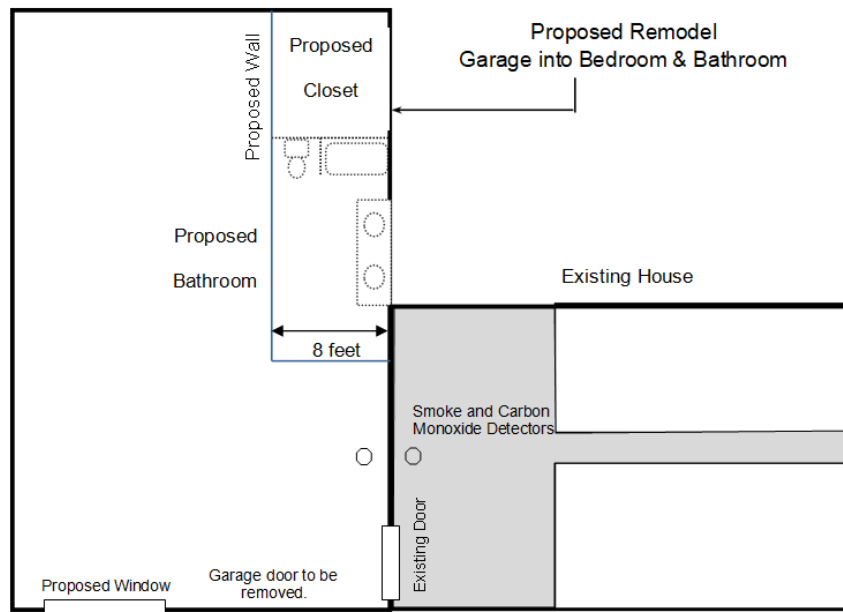 Proposed Remodel
Garage into Bedroom & Bathroom
Proposed
Closet
Proposed Wall
Proposed
Bathroom
Existing House
8 feet
Smoke and Carbon
Monoxide Detectors
Existing Door
Garage door to be
removed.
Proposed Window